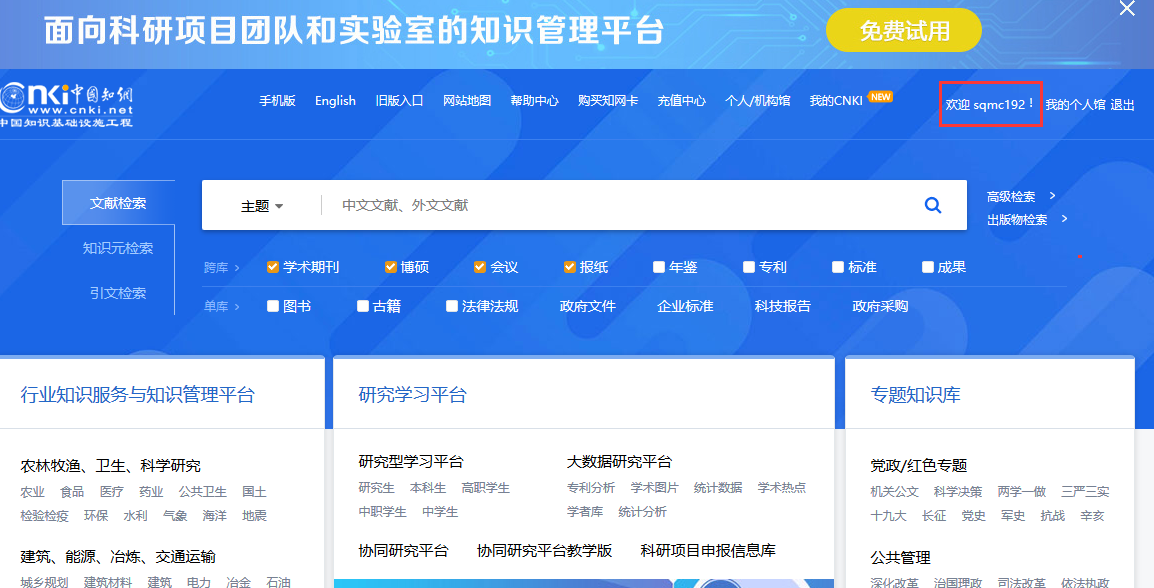 面向科研项目团队和实验室的知识管理平台 免费试用
cnki 中国知网
www.cnki.net
中国知识基础设施工程
手机版 English 旧版入口 网站地图 帮助中心 购买知网卡 充值中心 个人/机构馆 我的CNKI NEW 欢迎 sqmc192 ! 我的个人馆 退出
文献检索
知识元检索
引文检索
主题 中文文献、外文文献
高级检索 >
出版物检索 >
跨库 > 学术期刊 博硕 会议 报纸 年鉴 专利 标准 成果
单库 > 图书 古籍 法律法规 政府文件 企业标准 科技报告 政府采购
行业知识服务与知识管理平台
农林牧渔、卫生、科学研究
农业 食品 医疗 药业 公共卫生 国土
检验检疫 环保 水利 气象 海洋 地震
建筑、能源、冶炼、交通运输
城乡规划 建筑材料 建筑 电力 冶金 石油
研究学习平台
研究型学习平台
研究生 本科生 高职学生
中职学生 中学生
大数据研究平台
专利分析 学术图片 统计数据 学术热点
学者库 统计分析
协同研究平台 协同研究平台教学版 科研项目申报信息库
专题知识库
党政/红色专题
机关公文 科学决策 两学一做 三严三实
十九大 长征 党史 军史 抗战 辛亥
公共管理
深化改革 治国理政 司法改革 依法执政